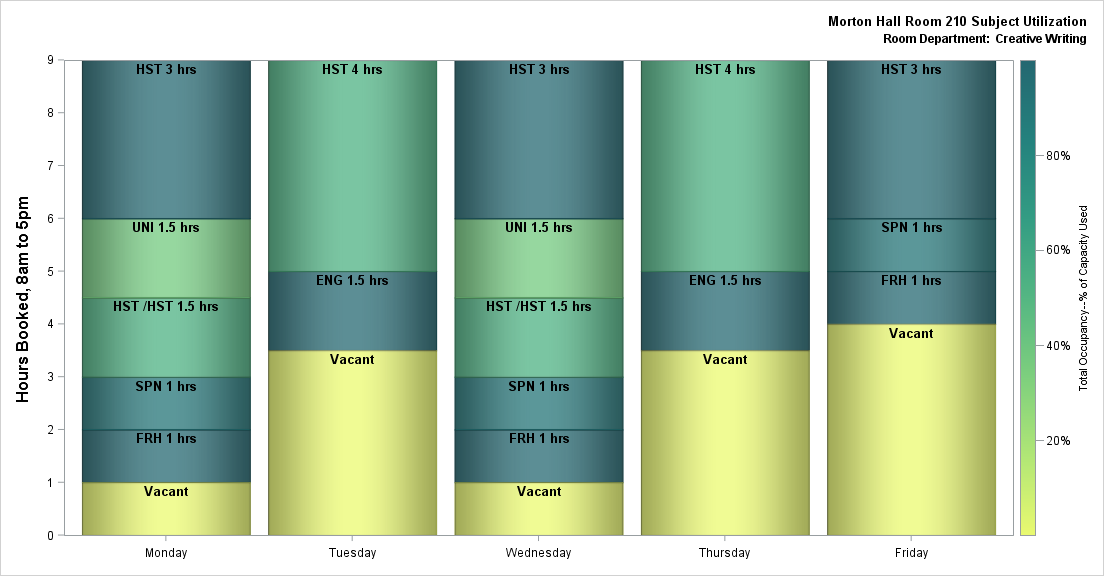 Morton Hall Room 210 Subject Utilization
Room Department: Creative Writing
Hours Booked, 8am to 5pm
9
8
7
6
5
4
3
2
1
0
HST 3 hrs
UNI 1.5 hrs
HST /HST 1.5 hrs
SPN 1 hrs
FRH 1 hrs
Vacant
Monday
HST 4 hrs
ENG 1.5 hrs
Vacant
Tuesday
HST 3 hrs
UNI 1.5 hrs
HST /HST 1.5 hrs
SPN 1 hrs
FRH 1 hrs
Vacant
Wednesday
HST 4 hrs
ENG 1.5 hrs
Vacant
Thursday
HST 3 hrs
SPN 1 hrs
FRH 1 hrs
Vacant
Friday
80%
60%
40%
20%
Total Occupancy--% of Capacity Used